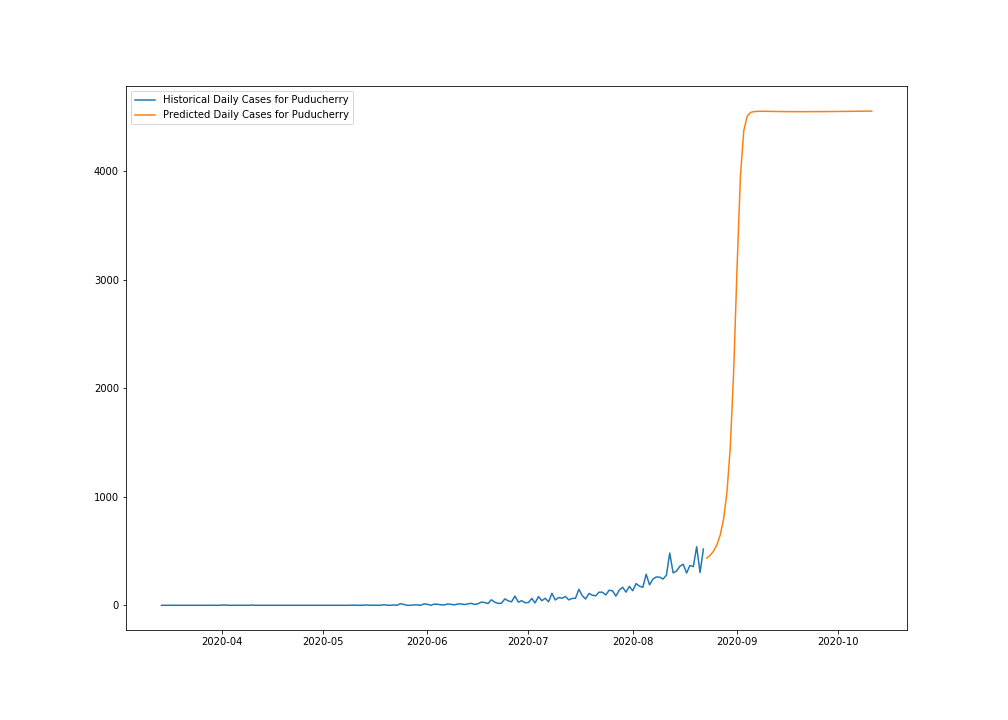 Historical Daily Cases for Puducherry
Predicted Daily Cases for Puducherry
4000
3000
2000
1000
0
2020-04 2020-05 2020-06 2020-07 2020-08 2020-09 2020-10